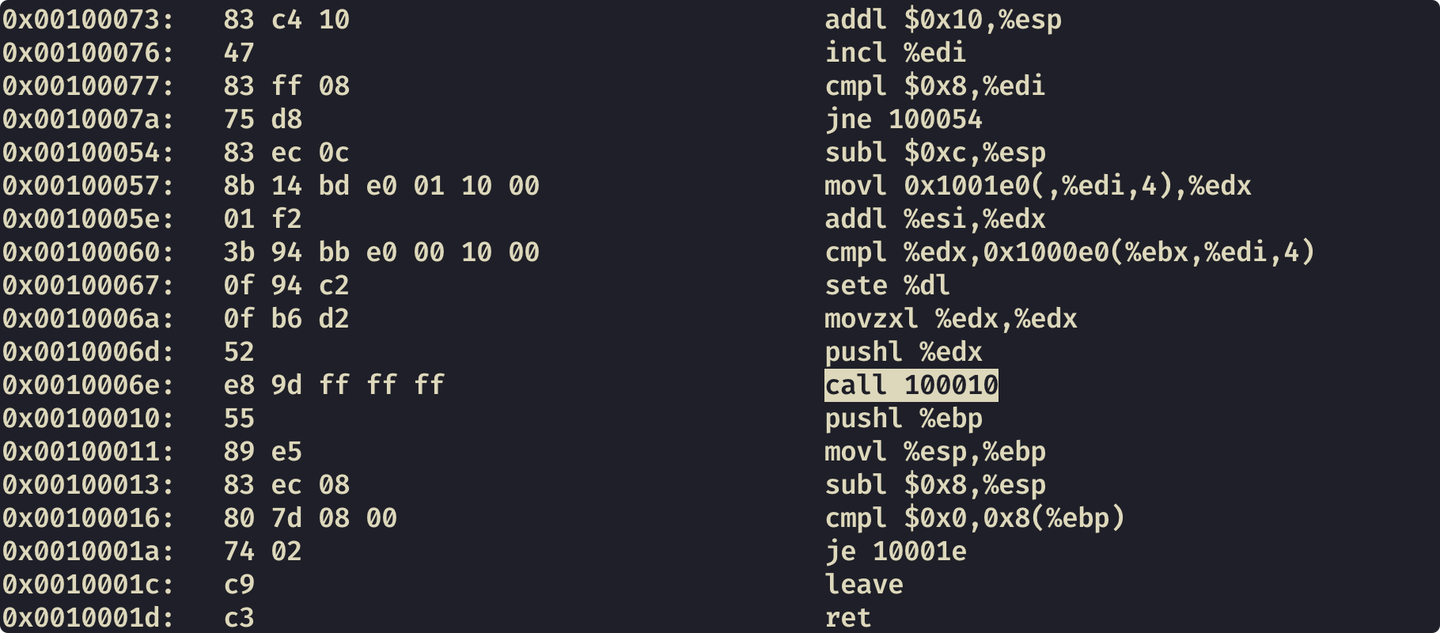 0x00100073:   83 c4 10                              addl $0x10,%esp
0x00100076:   47                                    incl %edi
0x00100077:   83 ff 08                              cmpl $0x8,%edi
0x0010007a:   75 d8                                 jne 100054
0x00100054:   83 ec 0c                              subl $0xc,%esp
0x00100057:   8b 14 bd e0 01 10 00                  movl 0x1001e0(,%edi,4),%edx
0x0010005e:   01 f2                                 addl %esi,%edx
0x00100060:   3b 94 bb e0 00 10 00                  cmpl %edx,0x1000e0(%ebx,%edi,4)
0x00100067:   0f 94 c2                              sete %dl
0x0010006a:   0f b6 d2                              movzxl %edx,%edx
0x0010006d:   52                                    pushl %edx
0x0010006e:   e8 9d ff ff ff                        call 100010
0x00100010:   55                                    pushl %ebp
0x00100011:   89 e5                                 movl %esp,%ebp
0x00100013:   83 ec 08                              subl $0x8,%esp
0x00100016:   80 7d 08 00                           cmpl $0x0,0x8(%ebp)
0x0010001a:   74 02                                 je 10001e
0x0010001c:   c9                                    leave
0x0010001d:   c3                                    ret